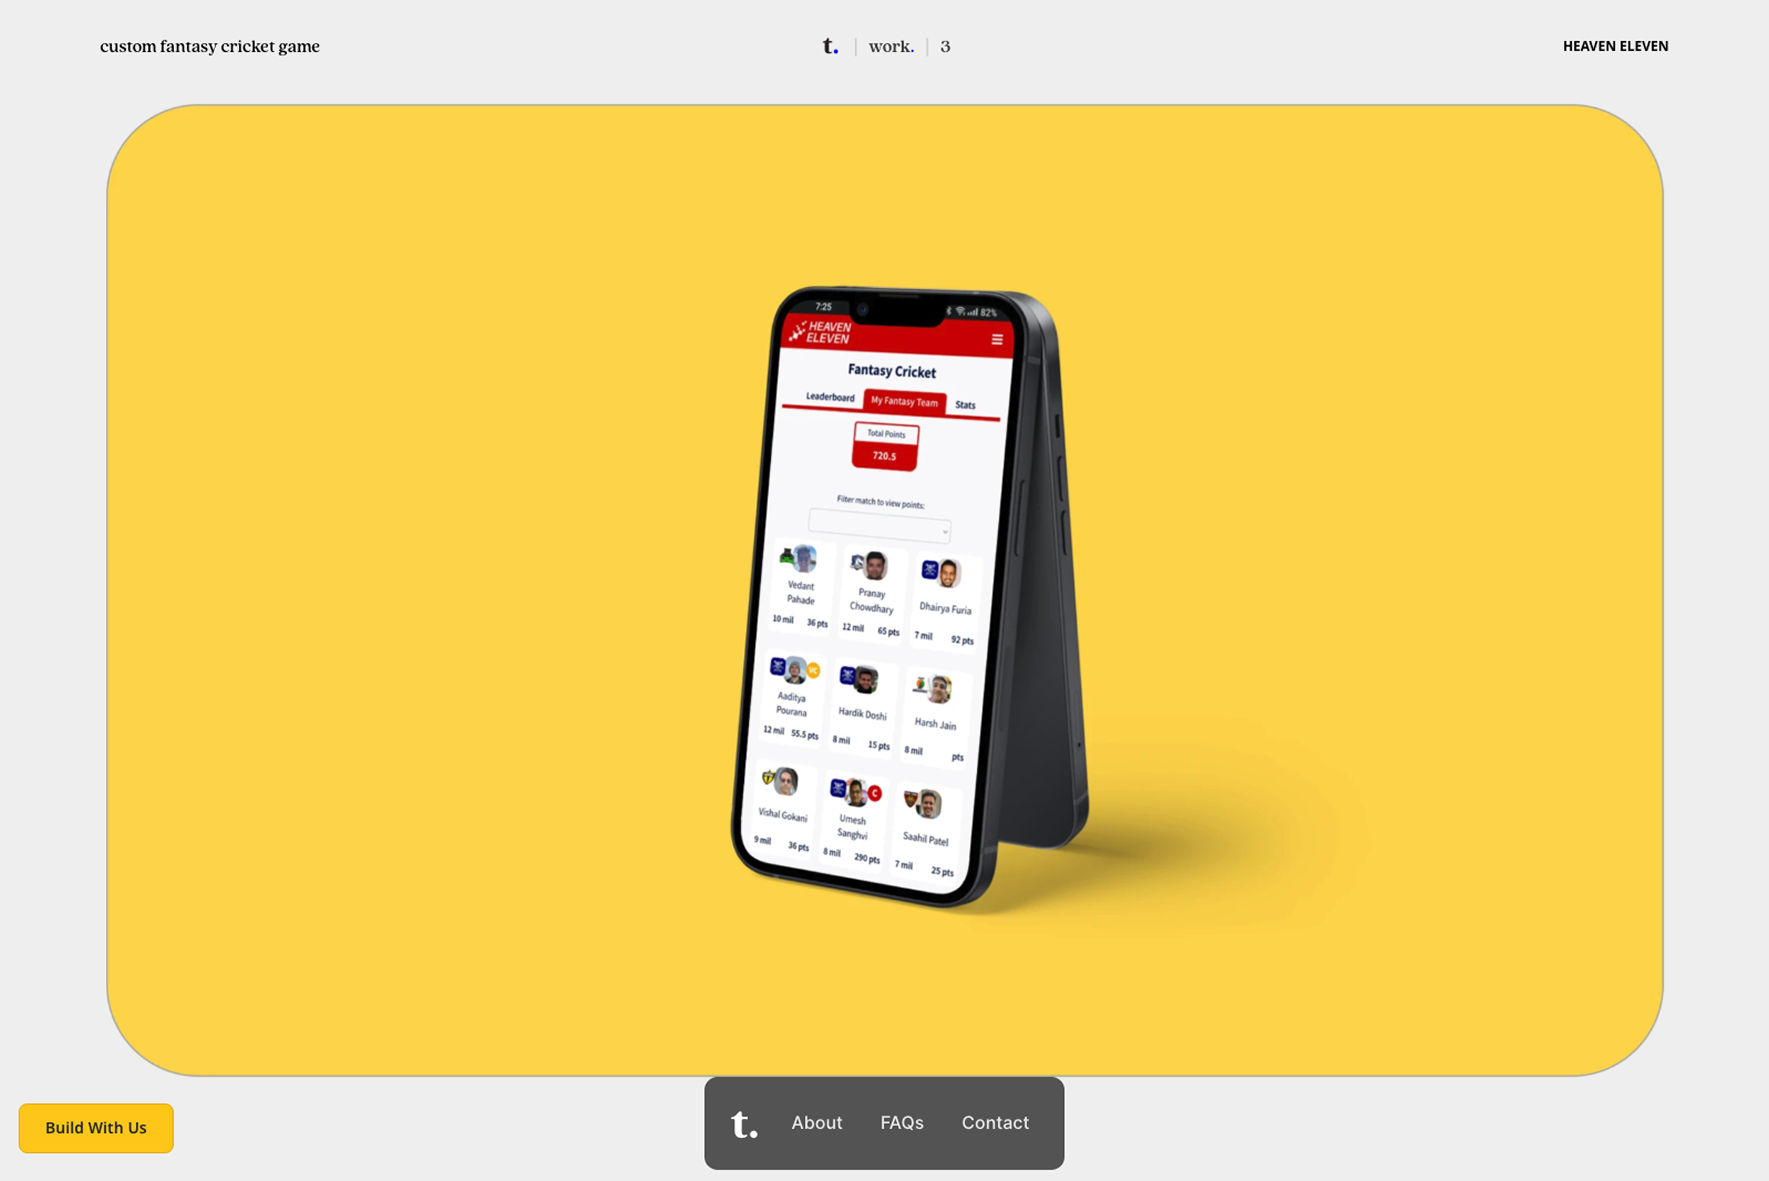 custom fantasy cricket game
t. | work. | 3
HEAVEN ELEVEN
7:25
82%
HEAVEN
ELEVEN
Fantasy Cricket
Leaderboard My Fantasy Team Stats
Total Points
720.5
Filter match to view points:
Vedant
Pahade
10 mil 36 pts
Pranay
Chowdhary
12 mil 65 pts
Dhairya Furia
7 mil 92 pts
VC
Aaditya
Pourana
12 mil 55.5 pts
Hardik Doshi
8 mil 15 pts
Harsh Jain
8 mil pts
Vishal Gokani
9 mil 36 pts
C
Umesh
Sanghvi
8 mil 290 pts
Saahil Patel
7 mil 25 pts
Build With Us
t. About FAQs Contact